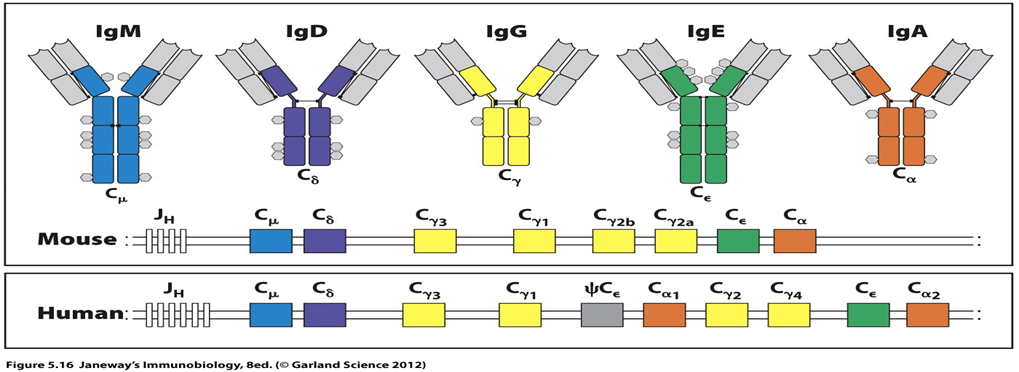 IgM IgD IgG IgE IgA
Cμ Cδ Cγ Cϵ Cα
JH Cμ Cδ Cγ3 Cγ1 Cγ2b Cγ2a Cϵ Cα
Mouse
JH Cμ Cδ Cγ3 Cγ1 ψCϵ Cα1 Cγ2 Cγ4 Cϵ Cα2
Human
Figure 5.16 Janeway’s Immunobiology, 8ed. (© Garland Science 2012)